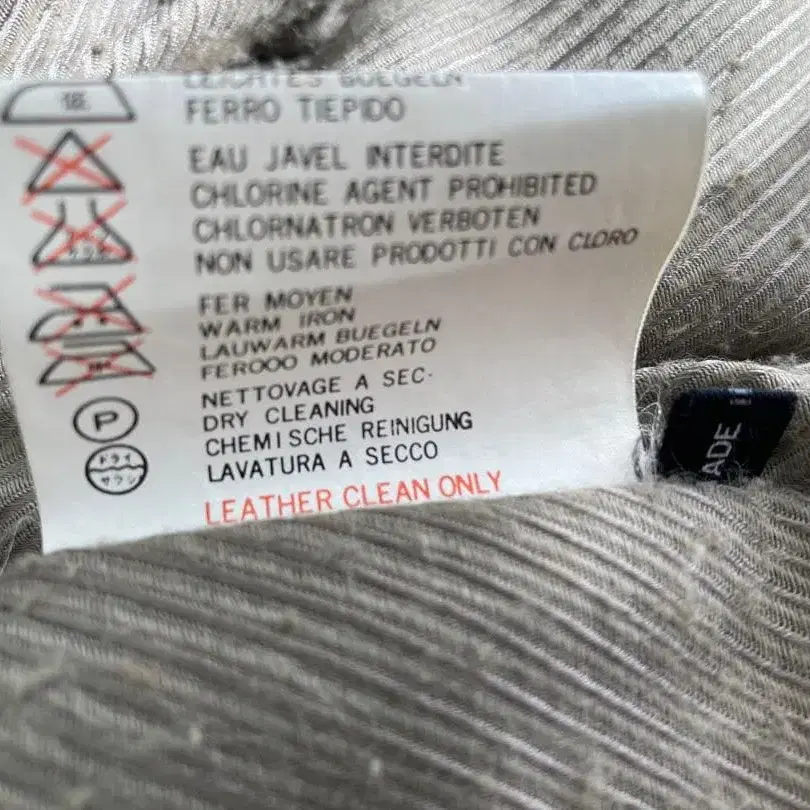 LEICHTES BUEGELN
FERRO TIEPIDO
EAU JAVEL INTERDITE
CHLORINE AGENT PROHIBITED
CHLORNATRON VERBOTEN
NON USARE PRODOTTI CON CLORO
FER MOYEN
WARM IRON
LAUWARM BUEGELN
FEROOO MODERATO
NETTOVAGE A SEC·
DRY CLEANING
CHEMISCHE REINIGUNG
LAVATURA A SECCO
LEATHER CLEAN ONLY
P
ドライ
ADE